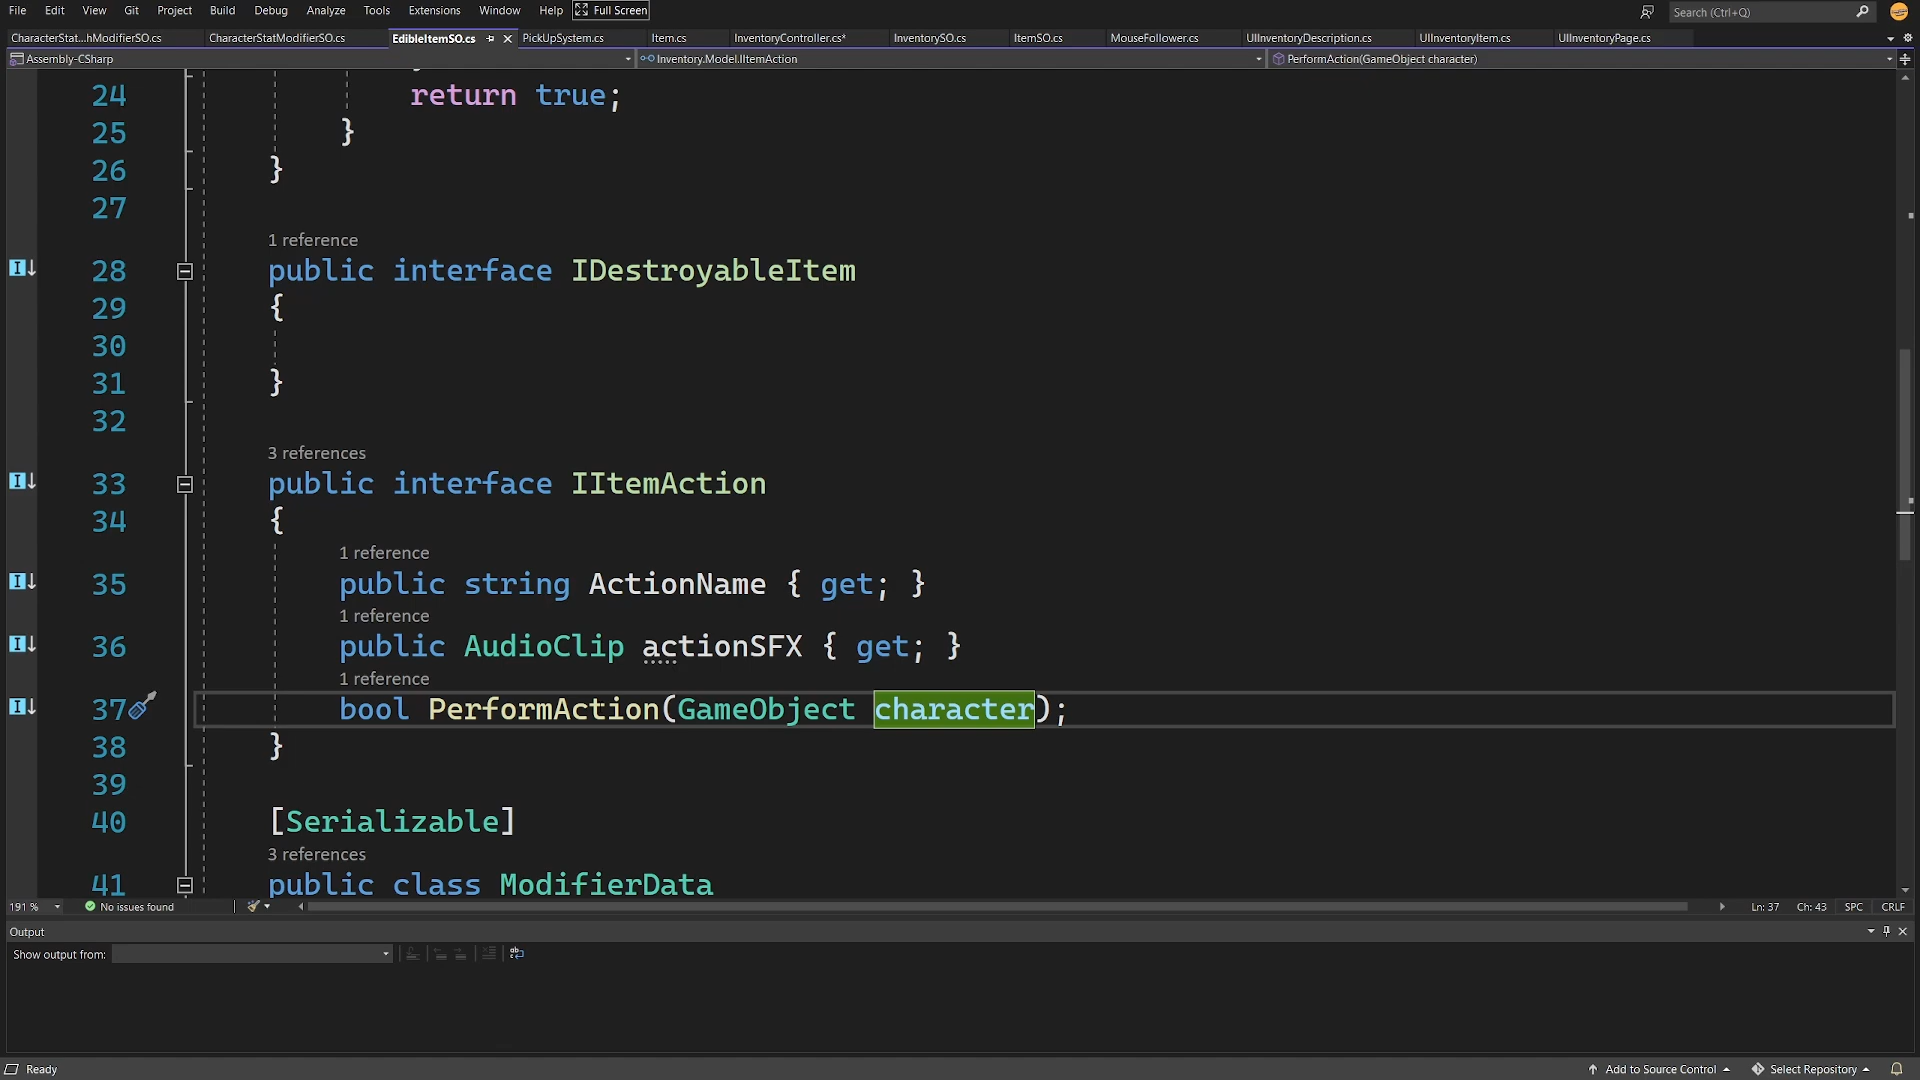 File Edit View Git Project Build Debug Analyze Tools Extensions Window Help Full Screen Search (Ctrl+Q)
CharacterStat...hModifierSO.cs CharacterStatModifierSO.cs EdibleItemSO.cs PickUpSystem.cs Item.cs InventoryController.cs* InventorySO.cs ItemSO.cs MouseFollower.cs UIInventoryDescription.cs UIInventoryItem.cs UIInventoryPage.cs
Assembly-CSharp Inventory.Model.IItemAction PerformAction(GameObject character)
24 return true;
25 }
26 }
27
1 reference
28 public interface IDestroyableItem
29 {
30
31 }
32
3 references
33 public interface IItemAction
34 {
1 reference
35 public string ActionName { get; }
1 reference
36 public AudioClip actionSFX { get; }
1 reference
37 bool PerformAction(GameObject character);
38 }
39
40 [Serializable]
3 references
41 public class ModifierData
191 % No issues found Ln: 37 Ch: 43 SPC CRLF
Output
Show output from:
Ready Add to Source Control Select Repository